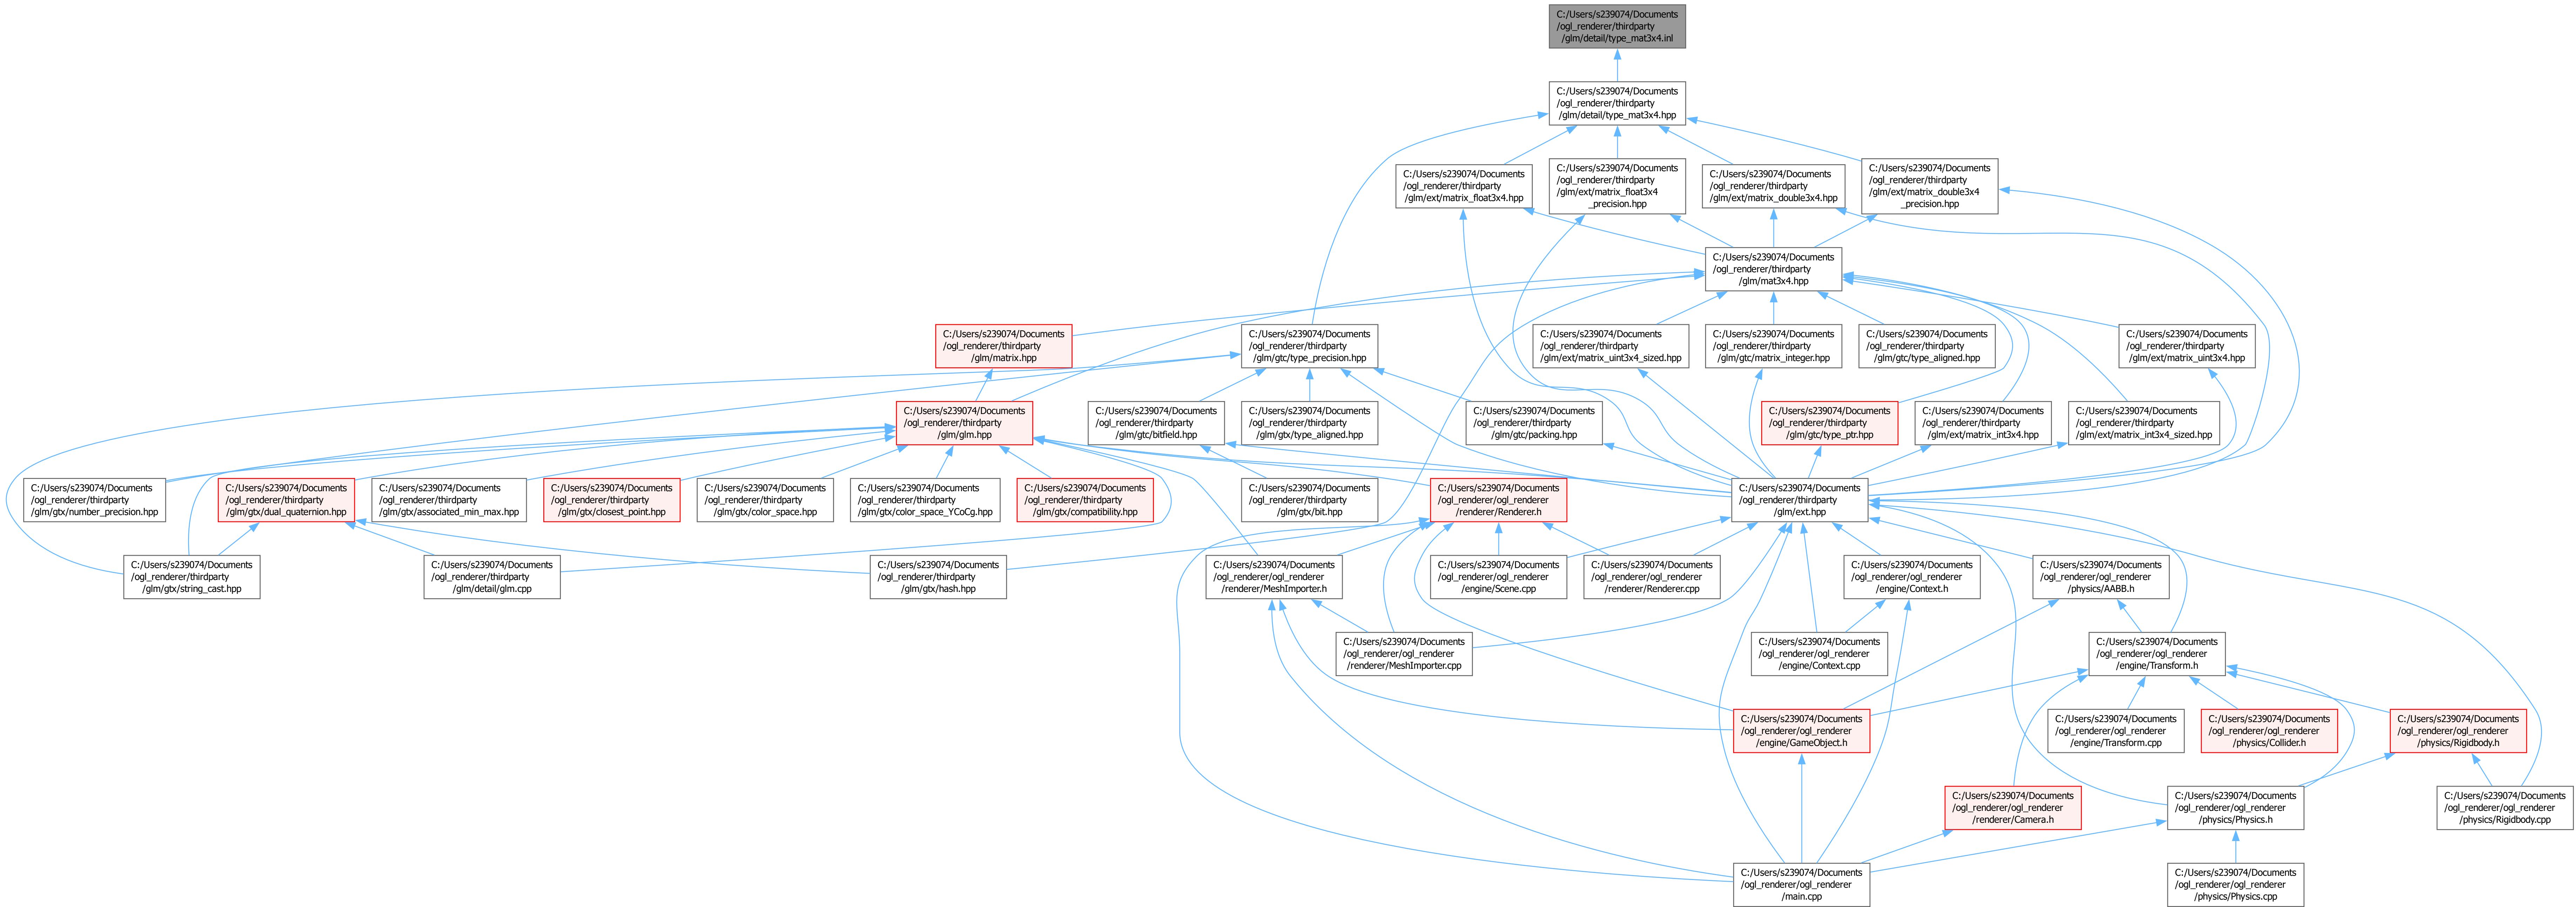 C:/Users/s239074/Documents
/ogl_renderer/thirdparty
/glm/detail/type_mat3x4.inl
C:/Users/s239074/Documents
/ogl_renderer/thirdparty
/glm/detail/type_mat3x4.hpp
C:/Users/s239074/Documents
/ogl_renderer/thirdparty
/glm/ext/matrix_float3x4.hpp
C:/Users/s239074/Documents
/ogl_renderer/thirdparty
/glm/ext/matrix_float3x4
_precision.hpp
C:/Users/s239074/Documents
/ogl_renderer/thirdparty
/glm/ext/matrix_double3x4.hpp
C:/Users/s239074/Documents
/ogl_renderer/thirdparty
/glm/ext/matrix_double3x4
_precision.hpp
C:/Users/s239074/Documents
/ogl_renderer/thirdparty
/glm/mat3x4.hpp
C:/Users/s239074/Documents
/ogl_renderer/thirdparty
/glm/matrix.hpp
C:/Users/s239074/Documents
/ogl_renderer/thirdparty
/glm/gtc/type_precision.hpp
C:/Users/s239074/Documents
/ogl_renderer/thirdparty
/glm/ext/matrix_uint3x4_sized.hpp
C:/Users/s239074/Documents
/ogl_renderer/thirdparty
/glm/gtc/matrix_integer.hpp
C:/Users/s239074/Documents
/ogl_renderer/thirdparty
/glm/gtc/type_aligned.hpp
C:/Users/s239074/Documents
/ogl_renderer/thirdparty
/glm/ext/matrix_uint3x4.hpp
C:/Users/s239074/Documents
/ogl_renderer/thirdparty
/glm/glm.hpp
C:/Users/s239074/Documents
/ogl_renderer/thirdparty
/glm/gtc/bitfield.hpp
C:/Users/s239074/Documents
/ogl_renderer/thirdparty
/glm/gtx/type_aligned.hpp
C:/Users/s239074/Documents
/ogl_renderer/thirdparty
/glm/gtc/packing.hpp
C:/Users/s239074/Documents
/ogl_renderer/thirdparty
/glm/gtc/type_ptr.hpp
C:/Users/s239074/Documents
/ogl_renderer/thirdparty
/glm/ext/matrix_int3x4.hpp
C:/Users/s239074/Documents
/ogl_renderer/thirdparty
/glm/ext/matrix_int3x4_sized.hpp
C:/Users/s239074/Documents
/ogl_renderer/thirdparty
/glm/gtx/number_precision.hpp
C:/Users/s239074/Documents
/ogl_renderer/thirdparty
/glm/gtx/dual_quaternion.hpp
C:/Users/s239074/Documents
/ogl_renderer/thirdparty
/glm/gtx/associated_min_max.hpp
C:/Users/s239074/Documents
/ogl_renderer/thirdparty
/glm/gtx/closest_point.hpp
C:/Users/s239074/Documents
/ogl_renderer/thirdparty
/glm/gtx/color_space.hpp
C:/Users/s239074/Documents
/ogl_renderer/thirdparty
/glm/gtx/color_space_YCoCg.hpp
C:/Users/s239074/Documents
/ogl_renderer/thirdparty
/glm/gtx/compatibility.hpp
C:/Users/s239074/Documents
/ogl_renderer/thirdparty
/glm/gtx/bit.hpp
C:/Users/s239074/Documents
/ogl_renderer/ogl_renderer
/renderer/Renderer.h
C:/Users/s239074/Documents
/ogl_renderer/thirdparty
/glm/ext.hpp
C:/Users/s239074/Documents
/ogl_renderer/thirdparty
/glm/gtx/string_cast.hpp
C:/Users/s239074/Documents
/ogl_renderer/thirdparty
/glm/detail/glm.cpp
C:/Users/s239074/Documents
/ogl_renderer/thirdparty
/glm/gtx/hash.hpp
C:/Users/s239074/Documents
/ogl_renderer/ogl_renderer
/renderer/MeshImporter.h
C:/Users/s239074/Documents
/ogl_renderer/ogl_renderer
/engine/Scene.cpp
C:/Users/s239074/Documents
/ogl_renderer/ogl_renderer
/renderer/Renderer.cpp
C:/Users/s239074/Documents
/ogl_renderer/ogl_renderer
/engine/Context.h
C:/Users/s239074/Documents
/ogl_renderer/ogl_renderer
/physics/AABB.h
C:/Users/s239074/Documents
/ogl_renderer/ogl_renderer
/renderer/MeshImporter.cpp
C:/Users/s239074/Documents
/ogl_renderer/ogl_renderer
/engine/Context.cpp
C:/Users/s239074/Documents
/ogl_renderer/ogl_renderer
/engine/Transform.h
C:/Users/s239074/Documents
/ogl_renderer/ogl_renderer
/engine/GameObject.h
C:/Users/s239074/Documents
/ogl_renderer/ogl_renderer
/engine/Transform.cpp
C:/Users/s239074/Documents
/ogl_renderer/ogl_renderer
/physics/Collider.h
C:/Users/s239074/Documents
/ogl_renderer/ogl_renderer
/physics/Rigidbody.h
C:/Users/s239074/Documents
/ogl_renderer/ogl_renderer
/renderer/Camera.h
C:/Users/s239074/Documents
/ogl_renderer/ogl_renderer
/physics/Physics.h
C:/Users/s239074/Documents
/ogl_renderer/ogl_renderer
/physics/Rigidbody.cpp
C:/Users/s239074/Documents
/ogl_renderer/ogl_renderer
/main.cpp
C:/Users/s239074/Documents
/ogl_renderer/ogl_renderer
/physics/Physics.cpp